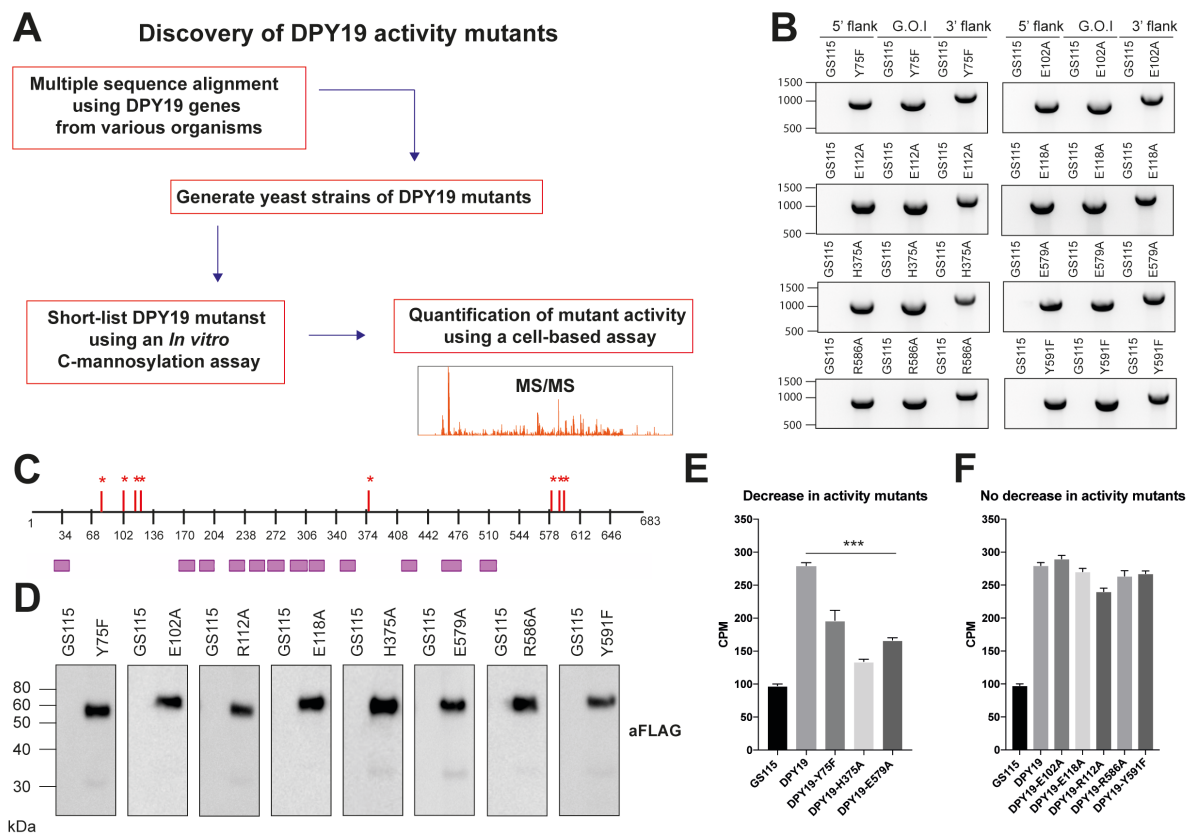 A
Discovery of DPY19 activity mutants
Multiple sequence alignment
using DPY19 genes
from various organisms
Generate yeast strains of DPY19 mutants
Short-list DPY19 mutanst
using an In vitro
C-mannosylation assay
Quantification of mutant activity
using a cell-based assay
MS/MS
B
5' flank G.O.I 3' flank
GS115 Y75F GS115 Y75F GS115 Y75F
1500
1000
500
5' flank G.O.I 3' flank
GS115 E102A GS115 E102A GS115 E102A
GS115 E112A GS115 E112A GS115 E112A
1500
1000
500
GS115 E118A GS115 E118A GS115 E118A
GS115 H375A GS115 H375A GS115 H375A
1500
1000
500
GS115 E579A GS115 E579A GS115 E579A
GS115 R586A GS115 R586A GS115 R586A
1500
1000
500
GS115 Y591F GS115 Y591F GS115 Y591F
C
* * ** * ***
1 34 68 102 136 170 204 238 272 306 340 374 408 442 476 510 544 578 612 646 683
D
GS115 Y75F GS115 E102A GS115 R112A GS115 E118A GS115 H375A GS115 E579A GS115 R586A GS115 Y591F
80
60
50
40
30
kDa
aFLAG
E
Decrease in activity mutants
***
CPM
350
300
250
200
150
100
50
0
GS115 DPY19 DPY19-Y75F DPY19-H375A DPY19-E579A
F
No decrease in activity mutants
CPM
350
300
250
200
150
100
50
0
GS115 DPY19 DPY19-E102A DPY19-E118A DPY19-R112A DPY19-R586A DPY19-Y591F